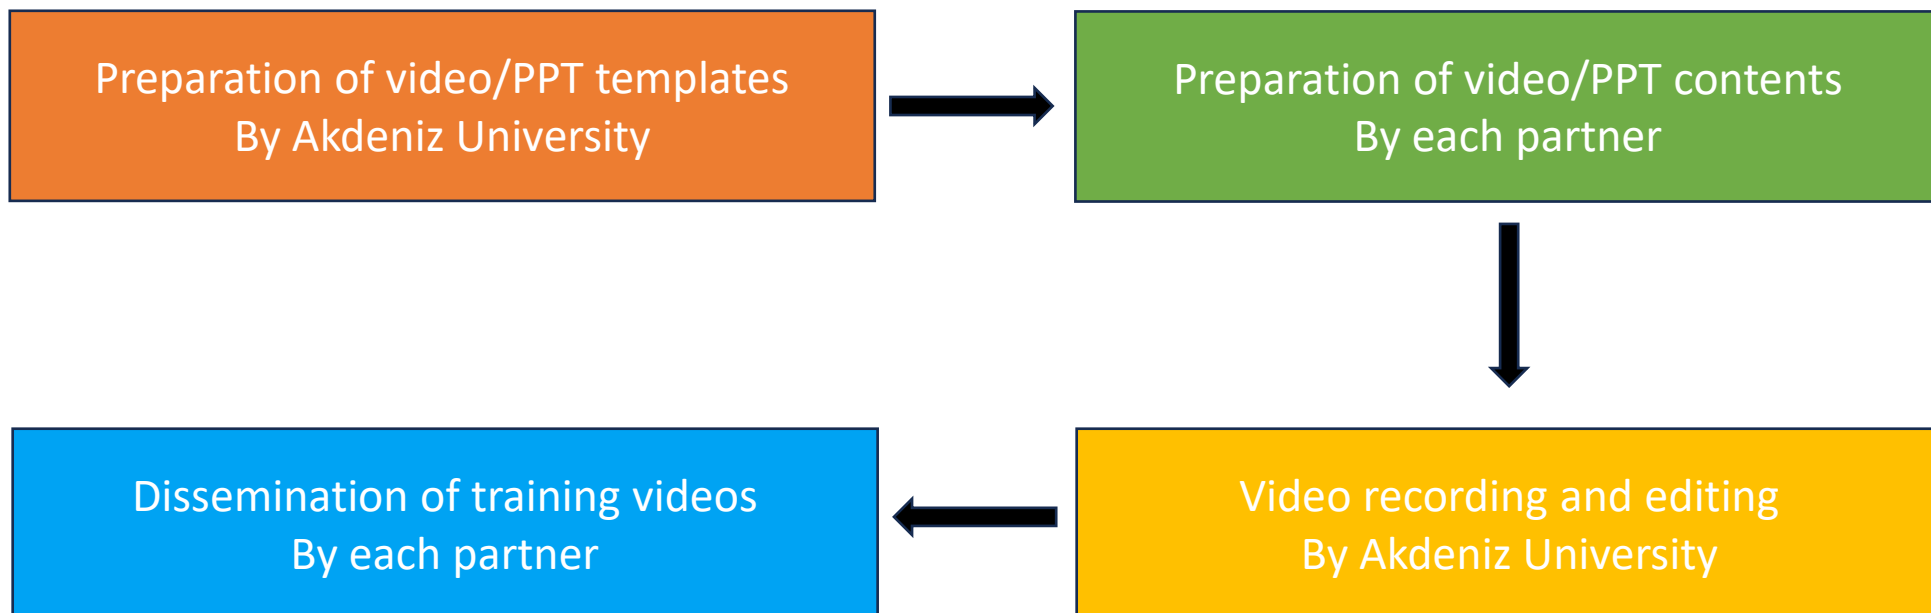 Preparation of video/PPT templates
By Akdeniz University
Preparation of video/PPT contents
By each partner
Video recording and editing
By Akdeniz University
Dissemination of training videos
By each partner